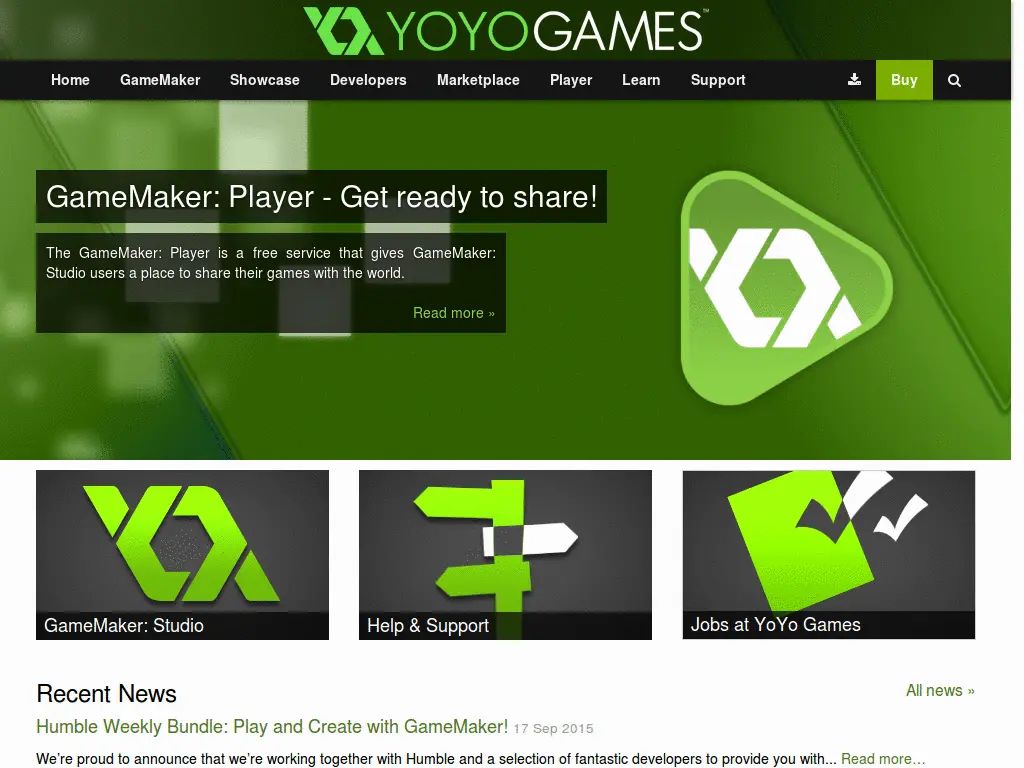 YOYOGAMES™
Home GameMaker Showcase Developers Marketplace Player Learn Support Buy
GameMaker: Player - Get ready to share!
The GameMaker: Player is a free service that gives GameMaker:
Studio users a place to share their games with the world.
Read more »
GameMaker: Studio Help & Support Jobs at YoYo Games
Recent News All news »
Humble Weekly Bundle: Play and Create with GameMaker! 17 Sep 2015
We're proud to announce that we're working together with Humble and a selection of fantastic developers to provide you with... Read more…